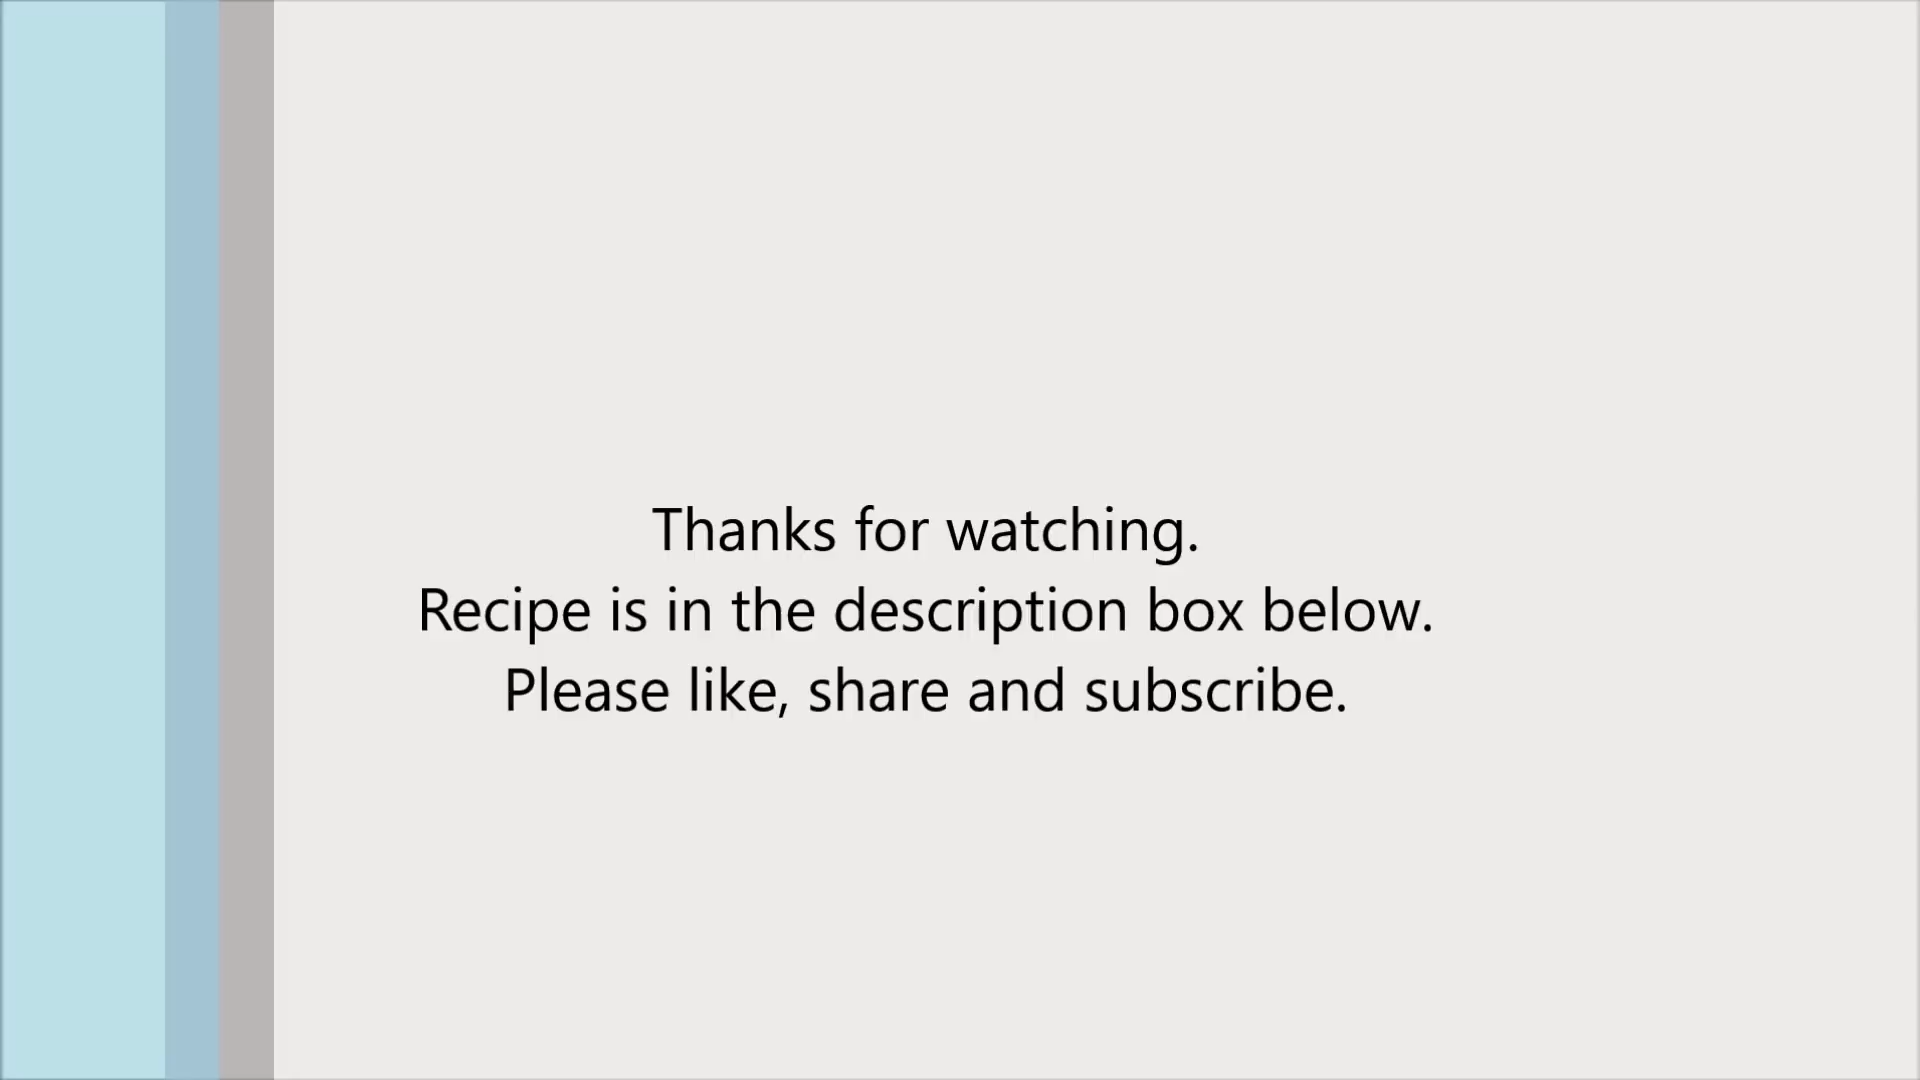 Thanks for watching.
Recipe is in the description box below.
Please like, share and subscribe.